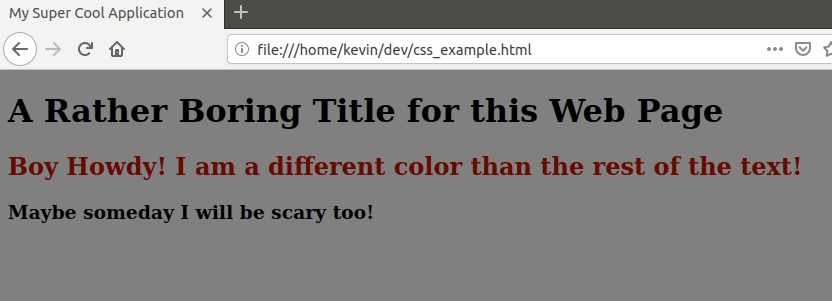 My Super Cool Application
file:///home/kevin/dev/css_example.html
A Rather Boring Title for this Web Page
Boy Howdy! I am a different color than the rest of the text!
Maybe someday I will be scary too!